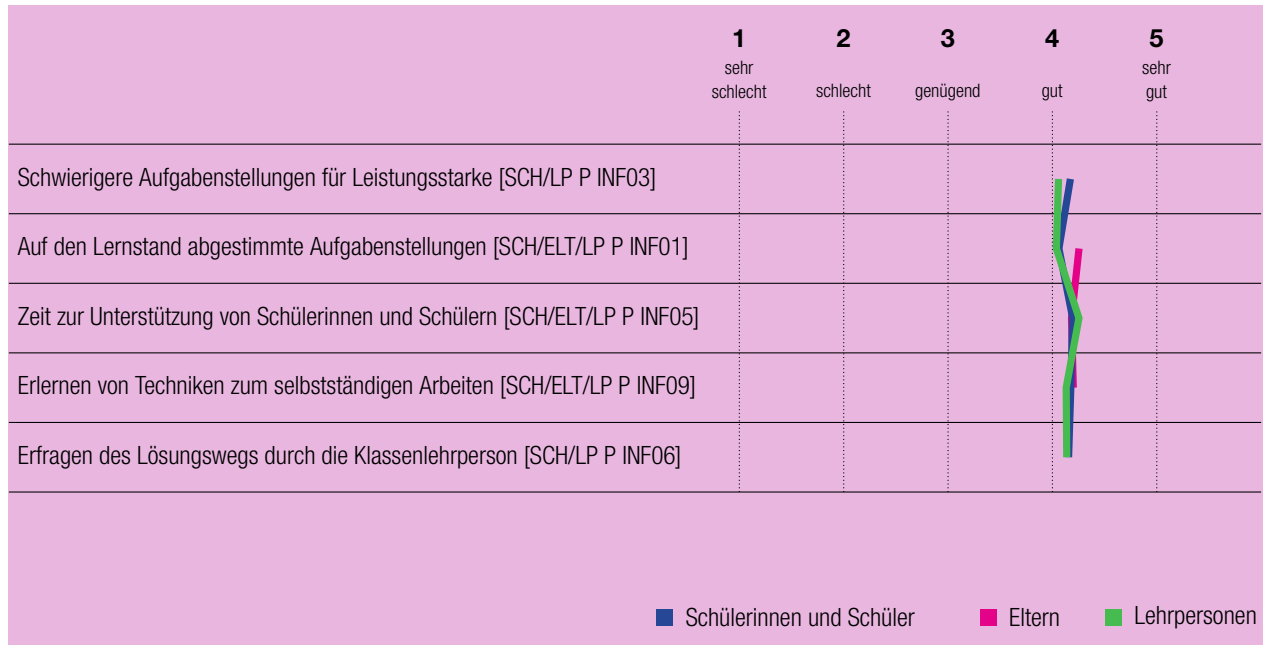 1 2 3 4 5
sehr schlecht schlecht genügend gut sehr gut
Schwierigere Aufgabenstellungen für Leistungsstarke [SCH/LP P INF03]
Auf den Lernstand abgestimmte Aufgabenstellungen [SCH/ELT/LP P INF01]
Zeit zur Unterstützung von Schülerinnen und Schülern [SCH/ELT/LP P INF05]
Erlernen von Techniken zum selbstständigen Arbeiten [SCH/ELT/LP P INF09]
Erfragen des Lösungswegs durch die Klassenlehrperson [SCH/LP P INF06]
Schülerinnen und Schüler Eltern Lehrpersonen